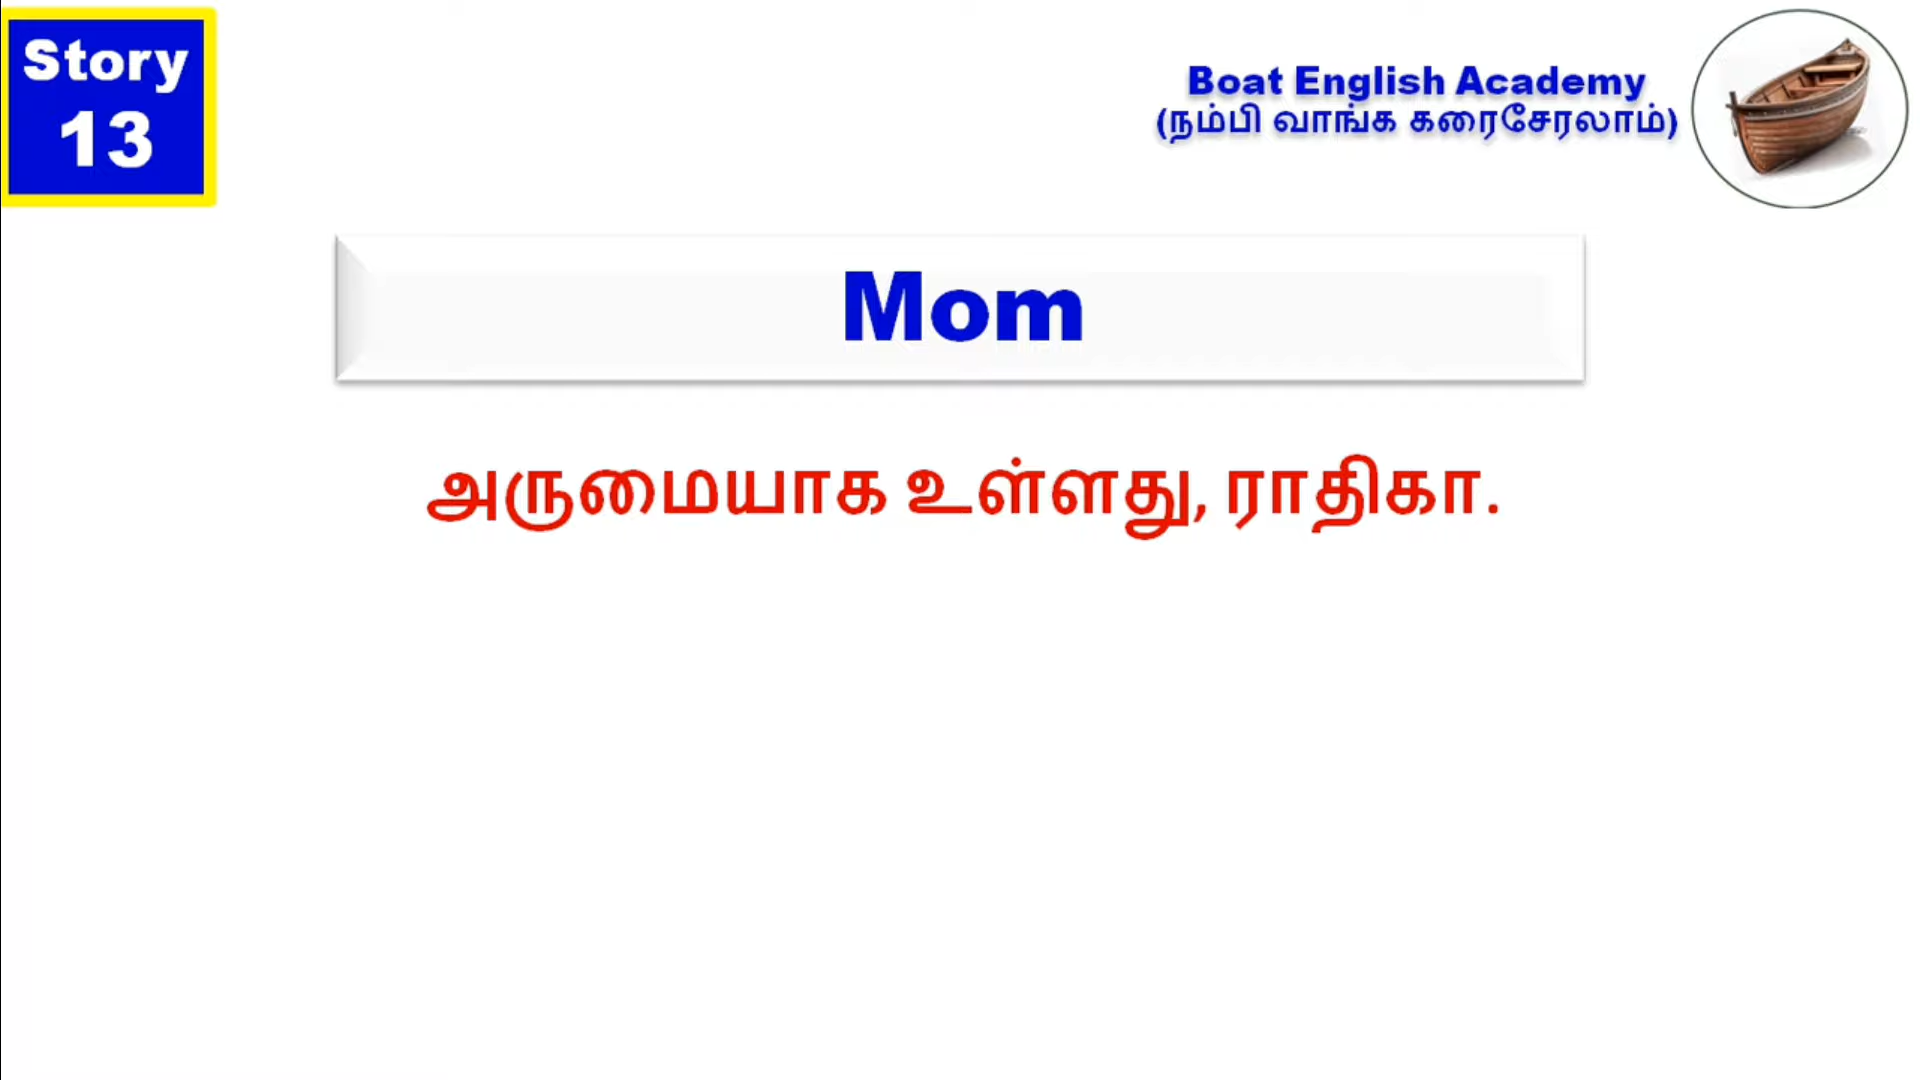 Story
13
Boat English Academy
(நம்பி வாங்க கரைசேரலாம்)
Mom
அருமையாக உள்ளது, ராதிகா.